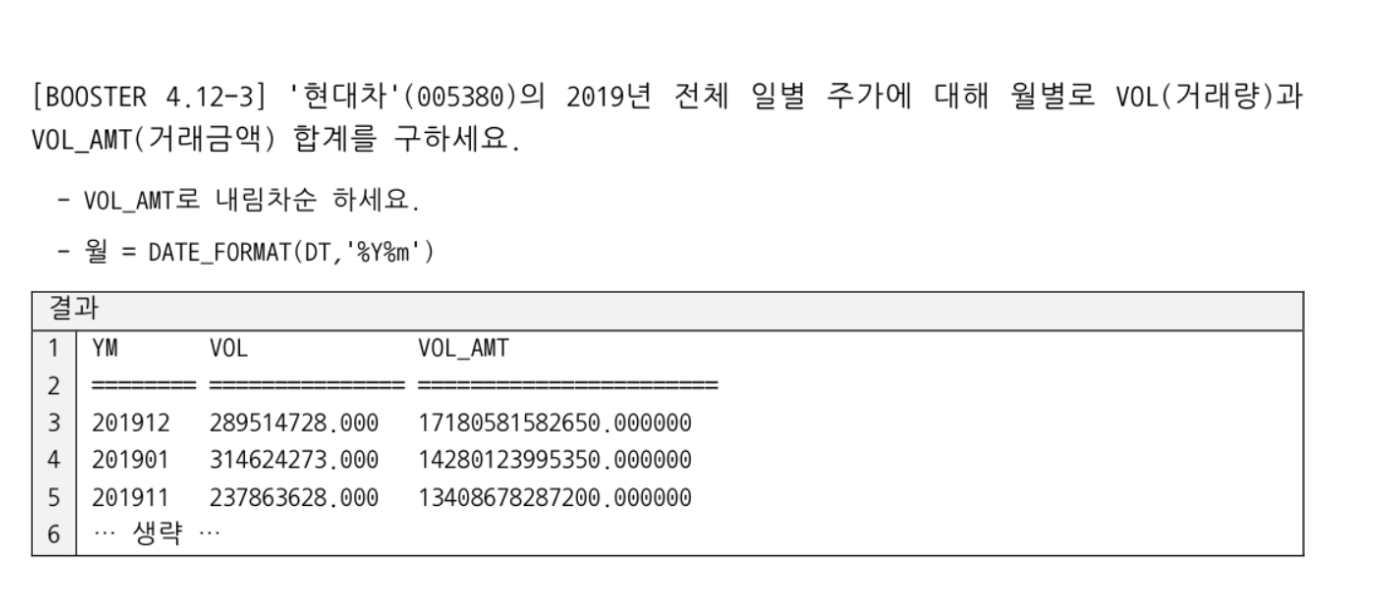 [BOOSTER 4.12-3] '현대차'(005380)의 2019년 전체 일별 주가에 대해 월별로 VOL(거래량)과
VOL_AMT(거래금액) 합계를 구하세요.
- VOL_AMT로 내림차순 하세요.
- 월 = DATE_FORMAT(DT,'%Y%m')
결과
1 YM VOL VOL_AMT
2 ======== =============== =======================
3 201912 289514728.000 17180581582650.000000
4 201901 314624273.000 14280123995350.000000
5 201911 237863628.000 13408678287200.000000
6 … 생략 …